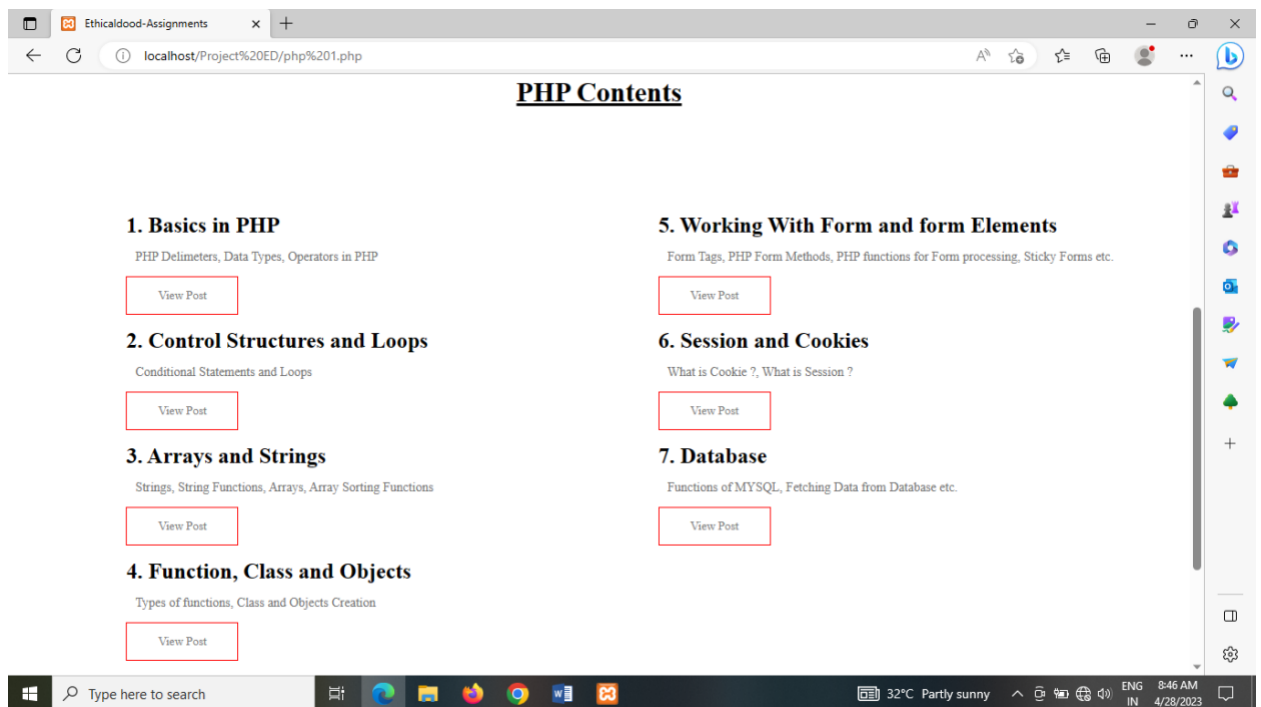 Ethicaldood-Assignments
localhost/Project%20ED/php%201.php
PHP Contents
1. Basics in PHP
PHP Delimeters, Data Types, Operators in PHP
View Post
2. Control Structures and Loops
Conditional Statements and Loops
View Post
3. Arrays and Strings
Strings, String Functions, Arrays, Array Sorting Functions
View Post
4. Function, Class and Objects
Types of functions, Class and Objects Creation
View Post
5. Working With Form and form Elements
Form Tags, PHP Form Methods, PHP functions for Form processing, Sticky Forms etc.
View Post
6. Session and Cookies
What is Cookie ?, What is Session ?
View Post
7. Database
Functions of MYSQL, Fetching Data from Database etc.
View Post
Type here to search
32°C Partly sunny
ENG
IN
8:46 AM
4/28/2023